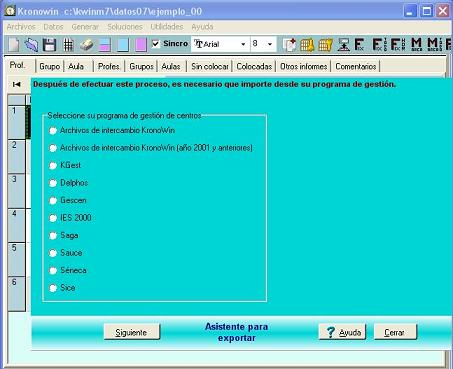 Kronowin c:\kwinm7\datos07\ejemplo_00
Archivos Datos Generar Soluciones Utilidades Ayuda
Sincro Arial 8
Prof. Grupo Aula Profes. Grupos Aulas Sin colocar Colocadas Otros informes Comentarios
Después de efectuar este proceso, es necesario que importe desde su programa de gestión.
Seleccione su programa de gestión de centros
Archivos de intercambio KronoWin
Archivos de intercambio KronoWin (año 2001 y anteriores)
KGest
Delphos
Gescen
IES 2000
Saga
Sauce
Séneca
Sice
1
2
3
4
5
6
Siguiente
Asistente para
exportar
? Ayuda
Cerrar